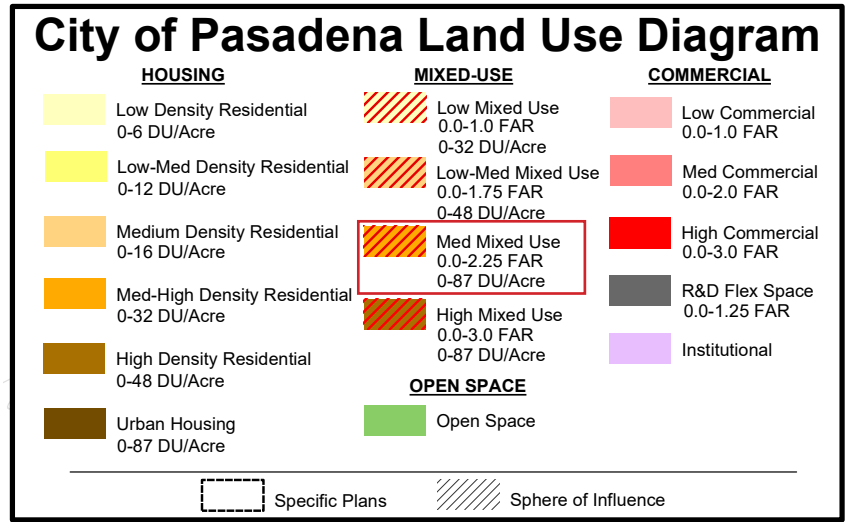 City of Pasadena Land Use Diagram
HOUSING
Low Density Residential
0-6 DU/Acre
Low-Med Density Residential
0-12 DU/Acre
Medium Density Residential
0-16 DU/Acre
Med-High Density Residential
0-32 DU/Acre
High Density Residential
0-48 DU/Acre
Urban Housing
0-87 DU/Acre
MIXED-USE
Low Mixed Use
0.0-1.0 FAR
0-32 DU/Acre
Low-Med Mixed Use
0.0-1.75 FAR
0-48 DU/Acre
Med Mixed Use
0.0-2.25 FAR
0-87 DU/Acre
High Mixed Use
0.0-3.0 FAR
0-87 DU/Acre
OPEN SPACE
Open Space
COMMERCIAL
Low Commercial
0.0-1.0 FAR
Med Commercial
0.0-2.0 FAR
High Commercial
0.0-3.0 FAR
R&D Flex Space
0.0-1.25 FAR
Institutional
Specific Plans
Sphere of Influence